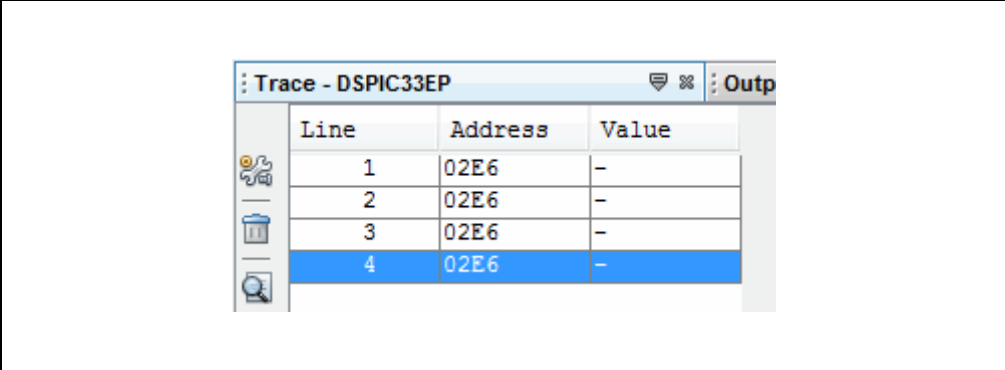 Trace - DSPIC33EP Outp
Line Address Value
1 02E6 -
2 02E6 -
3 02E6 -
4 02E6 -